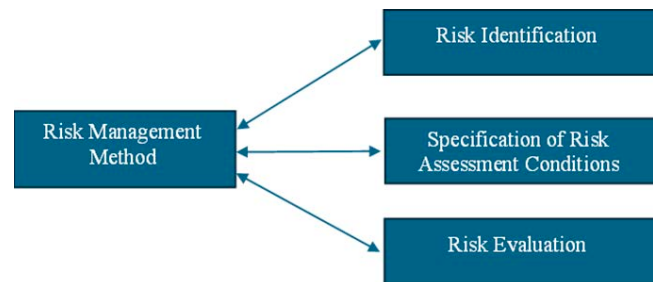 Risk Identification
Risk Management
Method
Specification of Risk
Assessment Conditions
Risk Evaluation